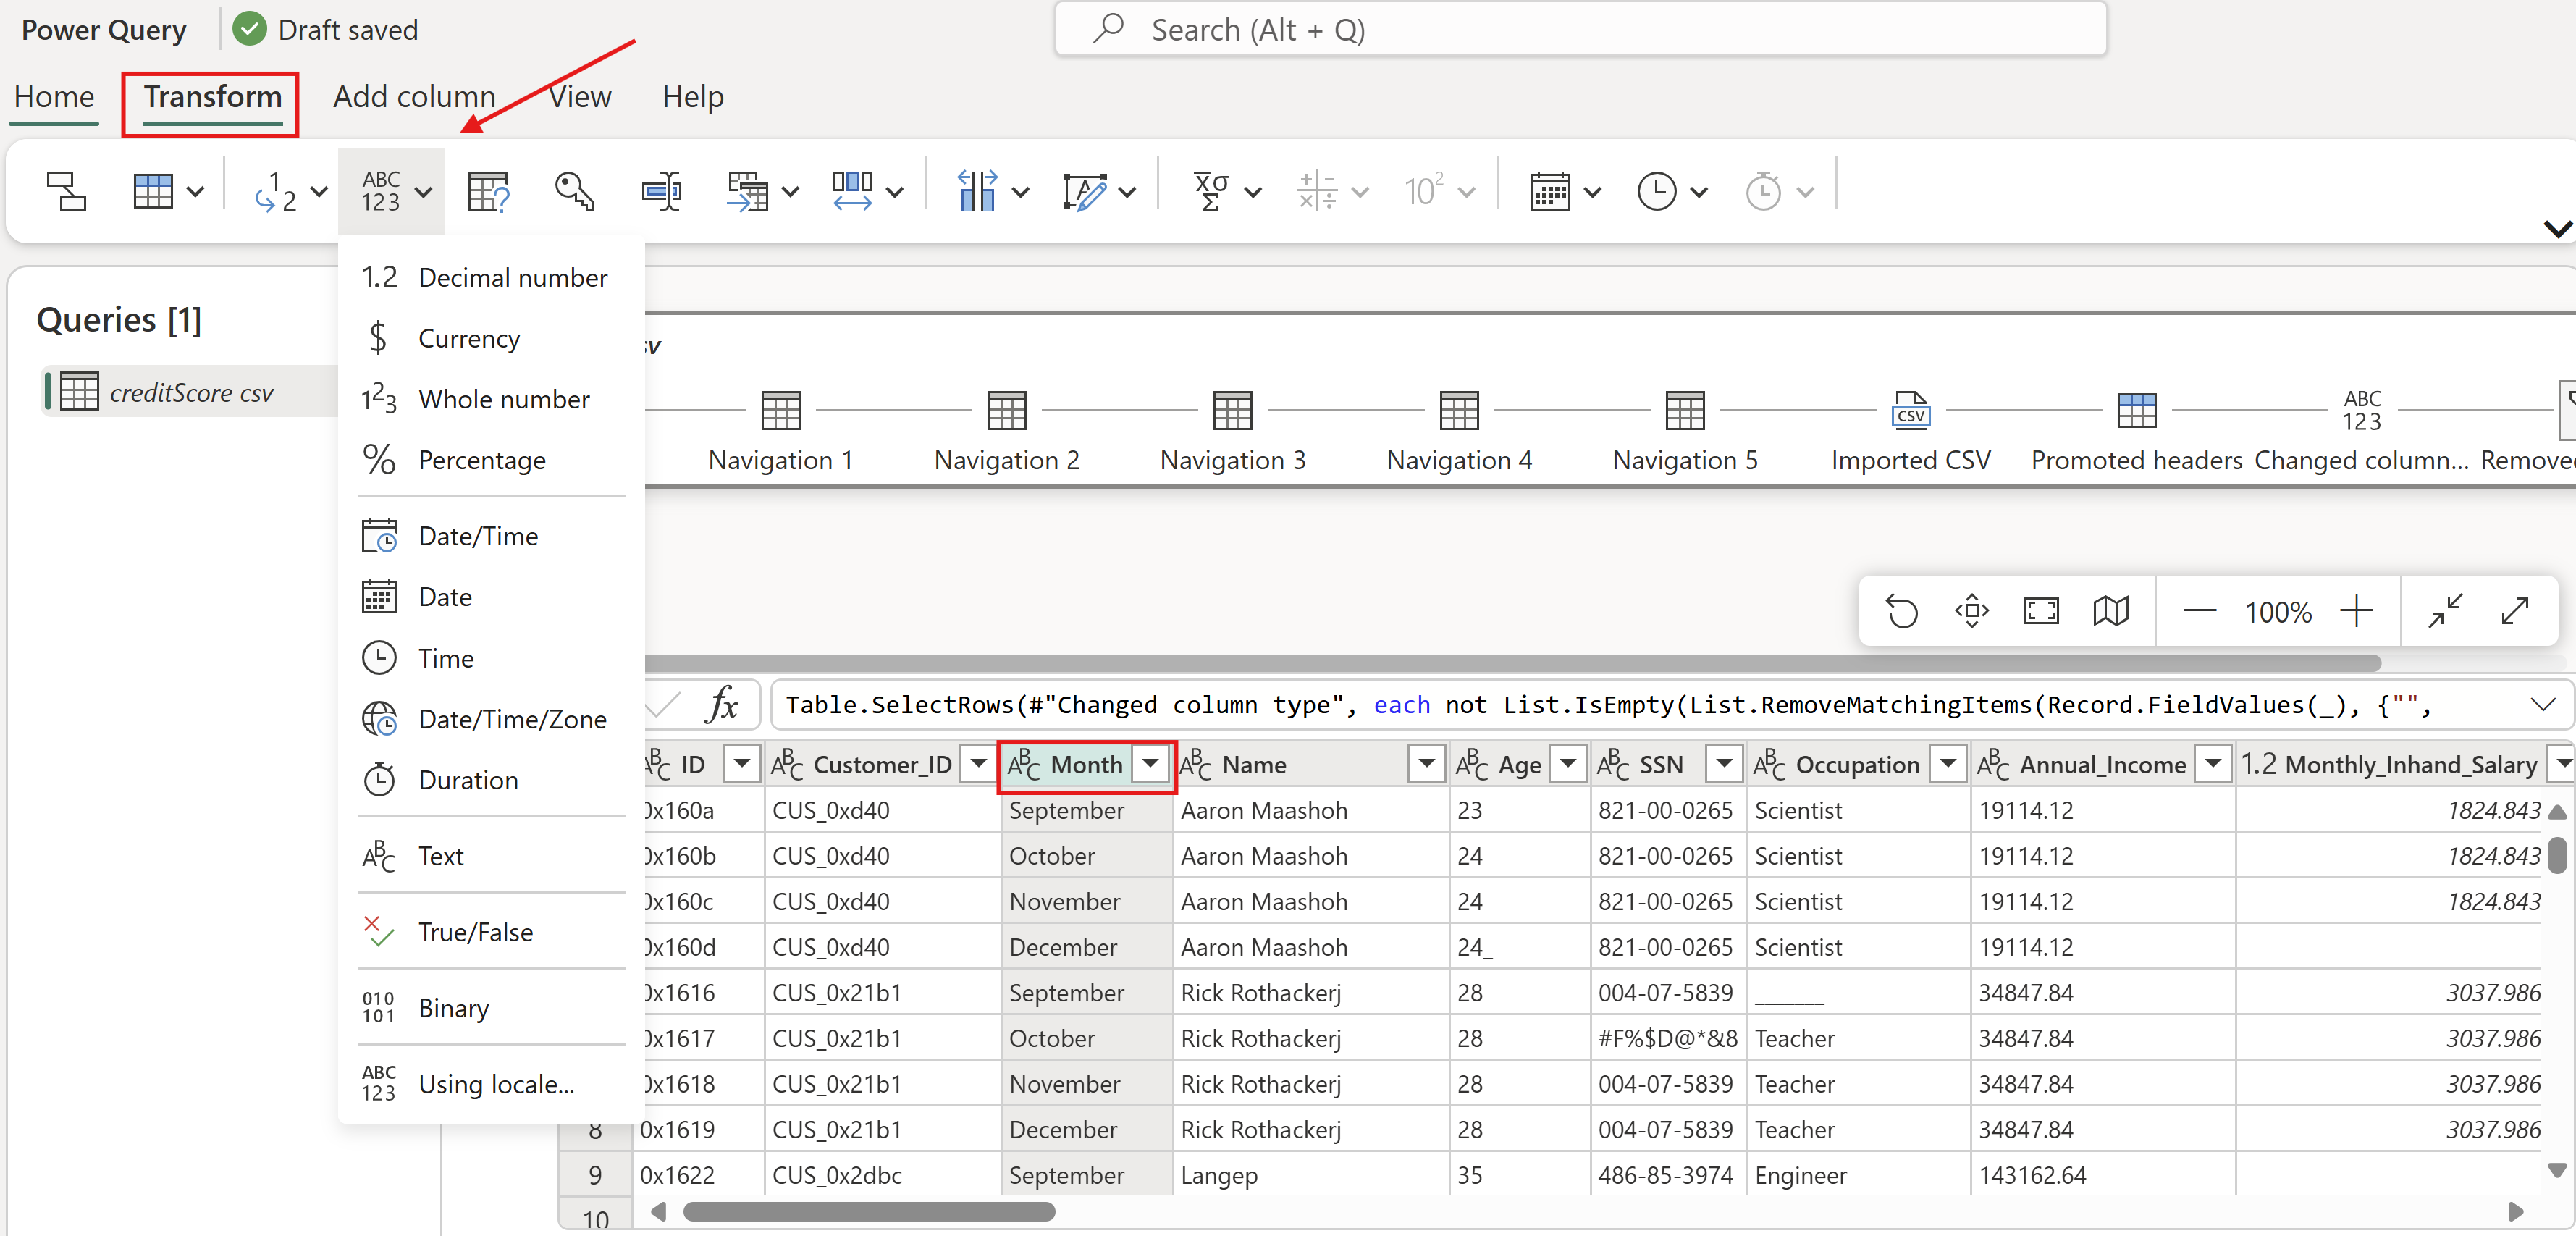 Power Query
Draft saved
Search (Alt + Q)
Home Transform Add column View Help
ABC
123
Queries [1]
creditScore csv
1.2 Decimal number
$ Currency
123 Whole number
% Percentage
Date/Time
Date
Time
Date/Time/Zone
Duration
ABC Text
True/False
010
101 Binary
ABC
123 Using locale...
Navigation 1 Navigation 2 Navigation 3 Navigation 4 Navigation 5 Imported CSV Promoted headers Changed column... Remove
100%
fx Table.SelectRows(#"Changed column type", each not List.IsEmpty(List.RemoveMatchingItems(Record.FieldValues(_), {"",
ID Customer_ID Month Name Age SSN Occupation Annual_Income 1.2 Monthly_Inhand_Salary
0x160a CUS_0xd40 September Aaron Maashoh 23 821-00-0265 Scientist 19114.12 1824.843
0x160b CUS_0xd40 October Aaron Maashoh 24 821-00-0265 Scientist 19114.12 1824.843
0x160c CUS_0xd40 November Aaron Maashoh 24 821-00-0265 Scientist 19114.12 1824.843
0x160d CUS_0xd40 December Aaron Maashoh 24_ 821-00-0265 Scientist 19114.12
0x1616 CUS_0x21b1 September Rick Rothackerj 28 004-07-5839 _______ 34847.84 3037.986
0x1617 CUS_0x21b1 October Rick Rothackerj 28 #F%$D@*&8 Teacher 34847.84 3037.986
0x1618 CUS_0x21b1 November Rick Rothackerj 28 004-07-5839 Teacher 34847.84 3037.986
8 0x1619 CUS_0x21b1 December Rick Rothackerj 28 004-07-5839 Teacher 34847.84 3037.986
9 0x1622 CUS_0x2dbc September Langep 35 486-85-3974 Engineer 143162.64
10